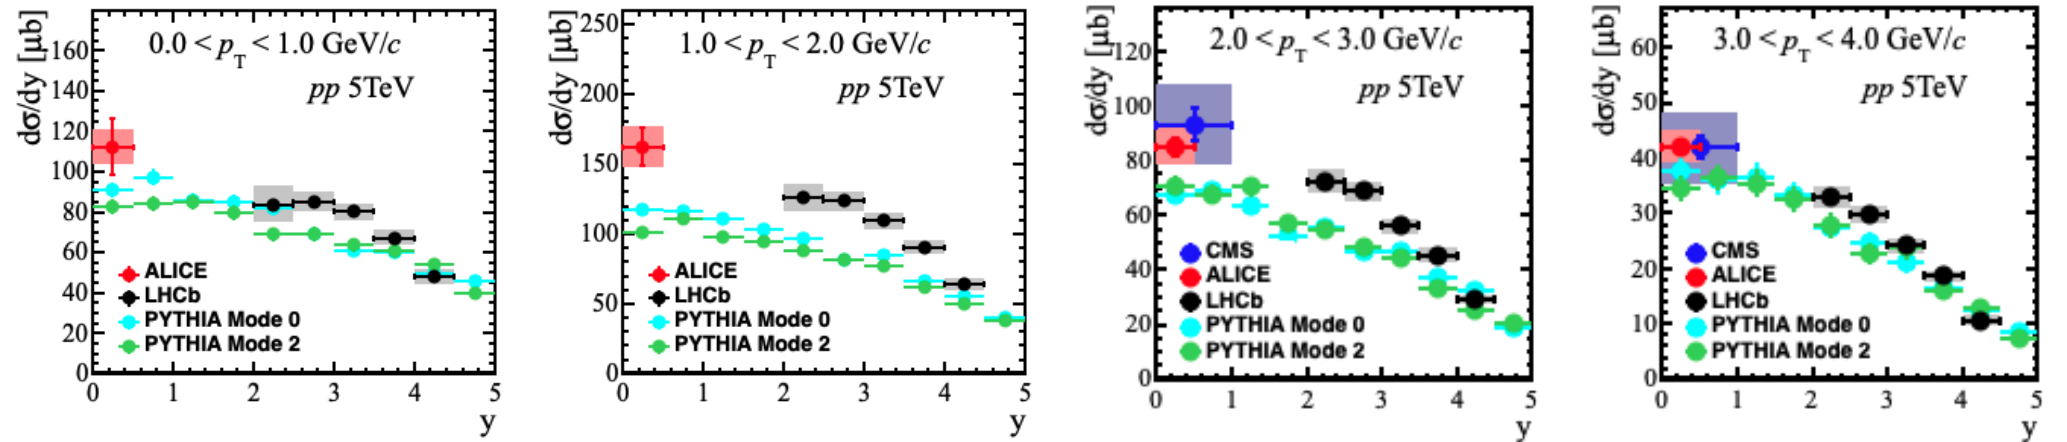 dσ/dy [μb]
0.0 < pT < 1.0 GeV/c
pp 5TeV
160
140
120
100
80
60
40
20
0
ALICE
LHCb
PYTHIA Mode 0
PYTHIA Mode 2
0 1 2 3 4 5
y
dσ/dy [μb]
1.0 < pT < 2.0 GeV/c
pp 5TeV
250
200
150
100
50
0
ALICE
LHCb
PYTHIA Mode 0
PYTHIA Mode 2
0 1 2 3 4 5
y
dσ/dy [μb]
2.0 < pT < 3.0 GeV/c
pp 5TeV
120
100
80
60
40
20
0
CMS
ALICE
LHCb
PYTHIA Mode 0
PYTHIA Mode 2
0 1 2 3 4 5
y
dσ/dy [μb]
3.0 < pT < 4.0 GeV/c
pp 5TeV
60
50
40
30
20
10
0
CMS
ALICE
LHCb
PYTHIA Mode 0
PYTHIA Mode 2
0 1 2 3 4 5
y